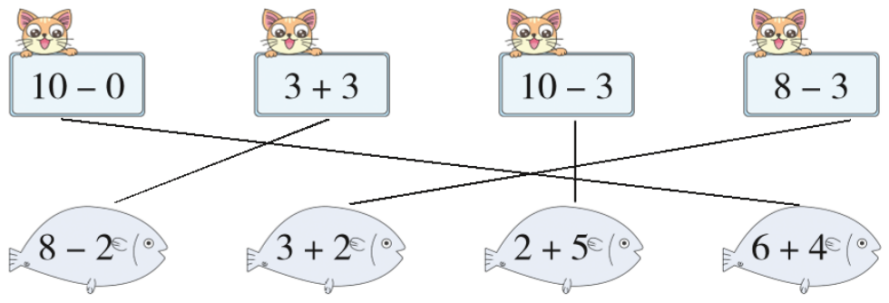 10 – 0 3 + 3 10 – 3 8 – 3
8 – 2 3 + 2 2 + 5 6 + 4